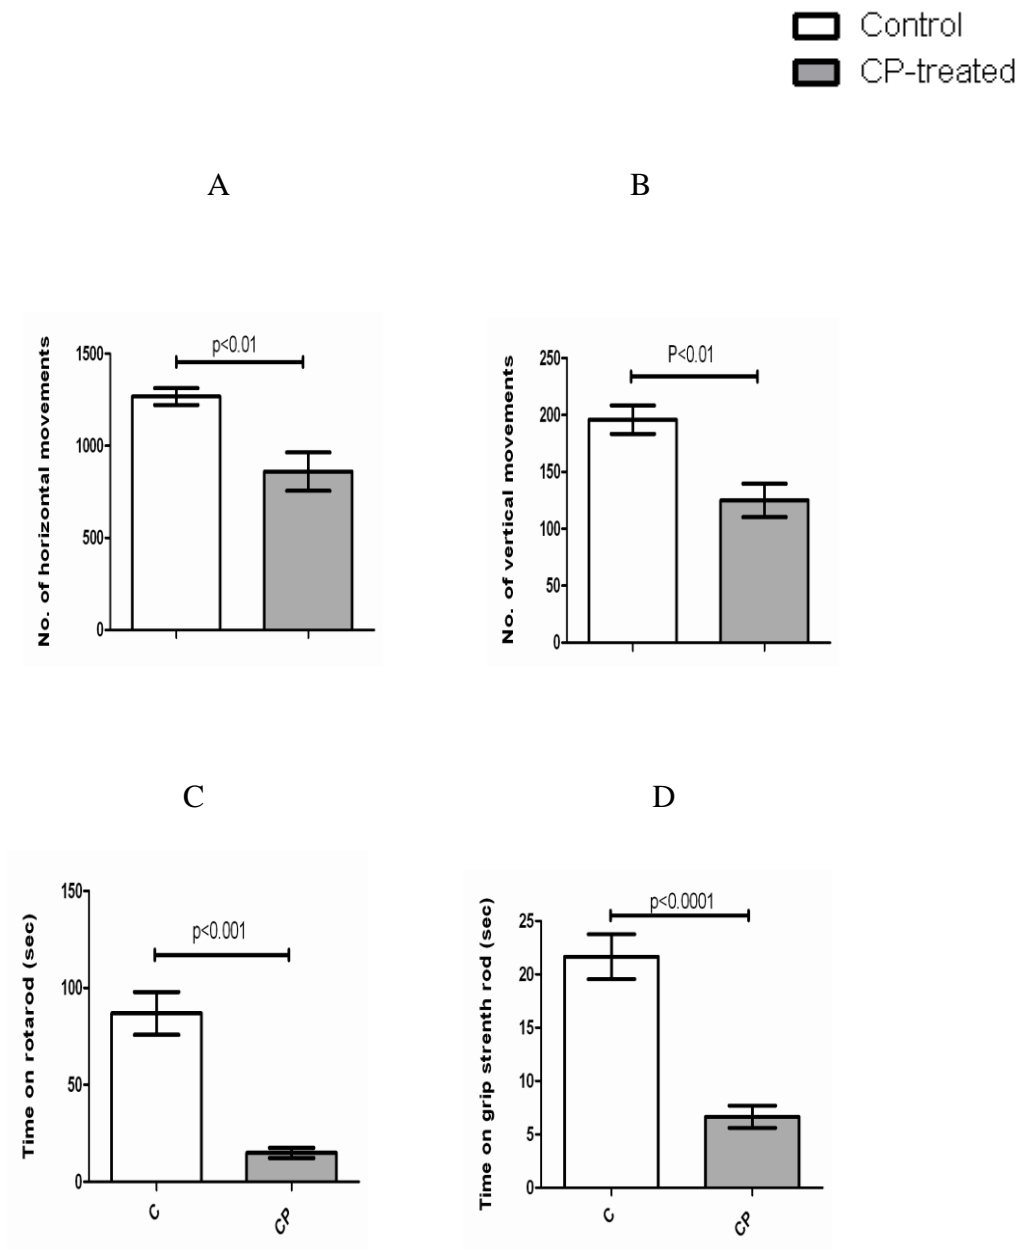 Control
CP-treated
A
B
No. of horizontal movements
1500
1000
500
0
p<0.01
No. of vertical movements
250
200
150
100
50
0
P<0.01
C
D
Time on rotarod (sec)
150
100
50
0
p<0.001
C
CP
Time on grip strenth rod (sec)
25
20
15
10
5
0
p<0.0001
C
CP